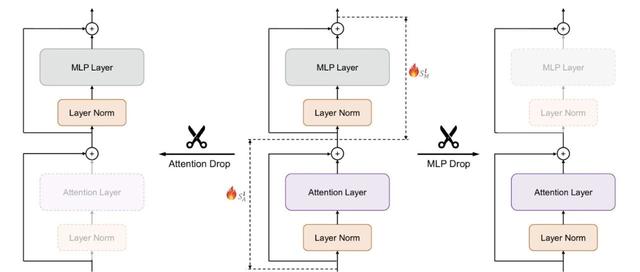 MLP Layer
Layer Norm
Attention Layer
Layer Norm
Attention Drop
MLP Layer
Layer Norm
Attention Layer
Layer Norm
S_M^L
S_A^L
MLP Drop
MLP Layer
Layer Norm
Attention Layer
Layer Norm